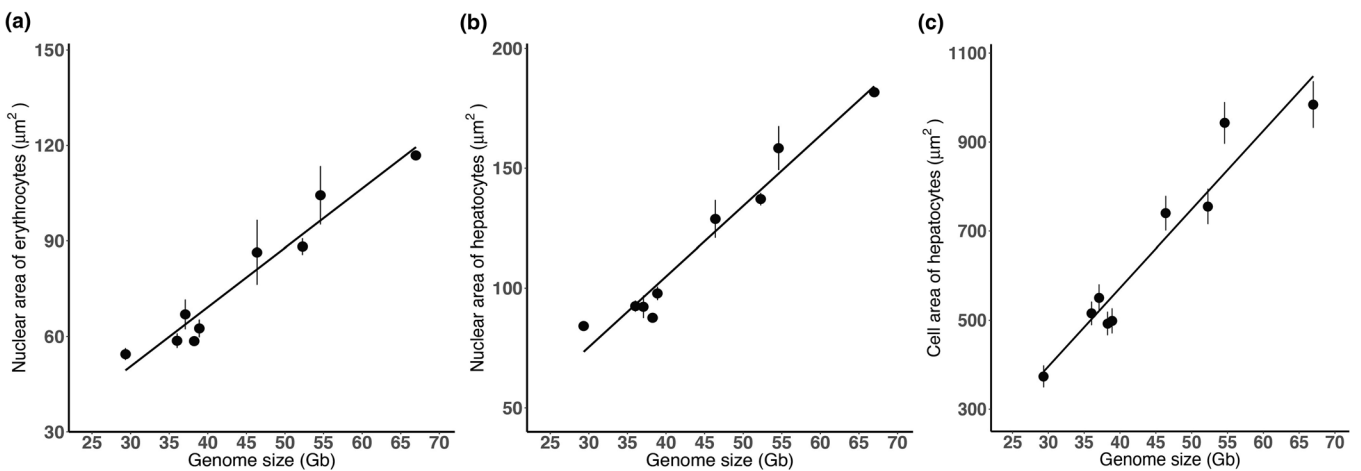 (a)
150
120
90
60
30
Nuclear area of erythrocytes (μm² )
25 30 35 40 45 50 55 60 65 70
Genome size (Gb)
(b)
200
150
100
50
Nuclear area of hepatocytes (μm² )
25 30 35 40 45 50 55 60 65 70
Genome size (Gb)
(c)
1100
900
700
500
300
Cell area of hepatocytes (μm² )
25 30 35 40 45 50 55 60 65 70
Genome size (Gb)